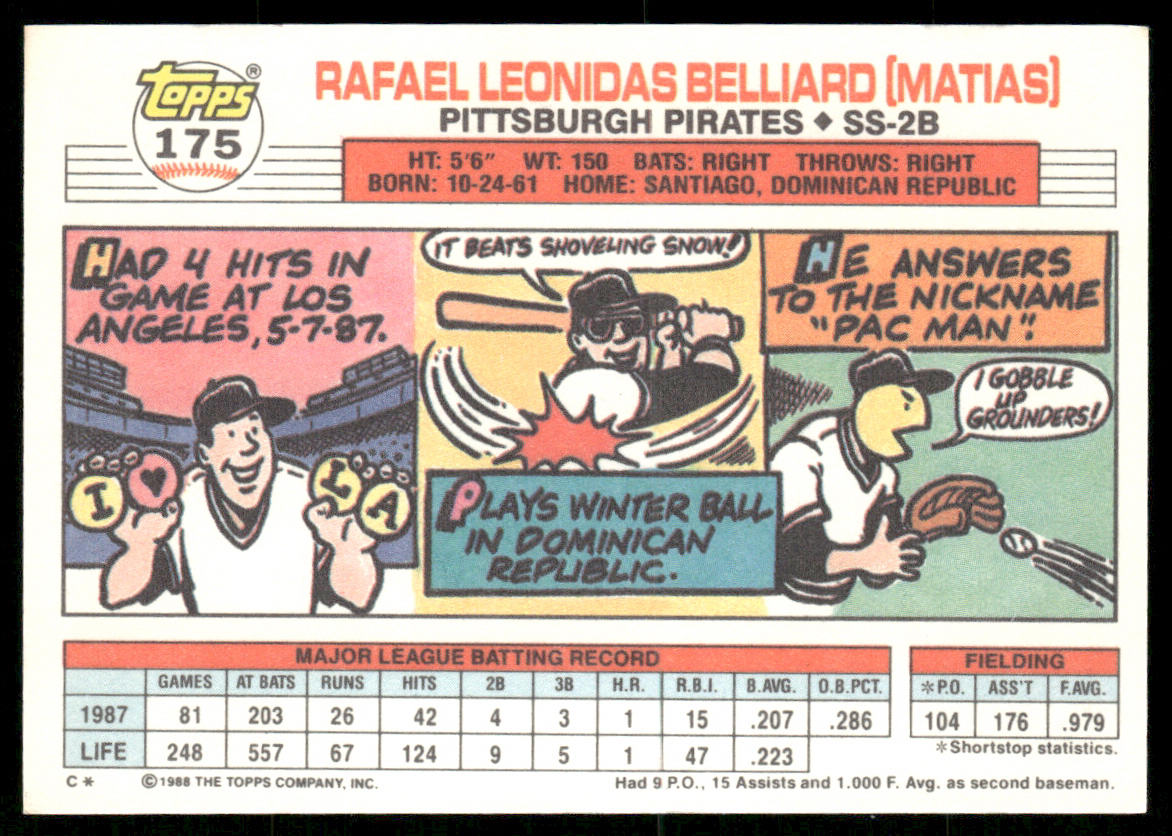 Topps®
175
RAFAEL LEONIDAS BELLIARD (MATIAS)
PITTSBURGH PIRATES ♦ SS-2B
HT: 5'6" WT: 150 BATS: RIGHT THROWS: RIGHT
BORN: 10-24-61 HOME: SANTIAGO, DOMINICAN REPUBLIC
HAD 4 HITS IN
GAME AT LOS
ANGELES, 5-7-87.
I ♥ LA
IT BEATS SHOVELING SNOW!
PLAYS WINTER BALL
IN DOMINICAN
REPUBLIC.
HE ANSWERS
TO THE NICKNAME
"PAC MAN".
I GOBBLE
UP
GROUNDERS!
MAJOR LEAGUE BATTING RECORD
GAMES AT BATS RUNS HITS 2B 3B H.R. R.B.I. B.AVG. O.B.PCT.
1987 81 203 26 42 4 3 1 15 .207 .286
LIFE 248 557 67 124 9 5 1 47 .223
FIELDING
*P.O. ASS'T F.AVG.
104 176 .979
*Shortstop statistics.
C * ©1988 THE TOPPS COMPANY, INC. Had 9 P.O., 15 Assists and 1.000 F. Avg. as second baseman.